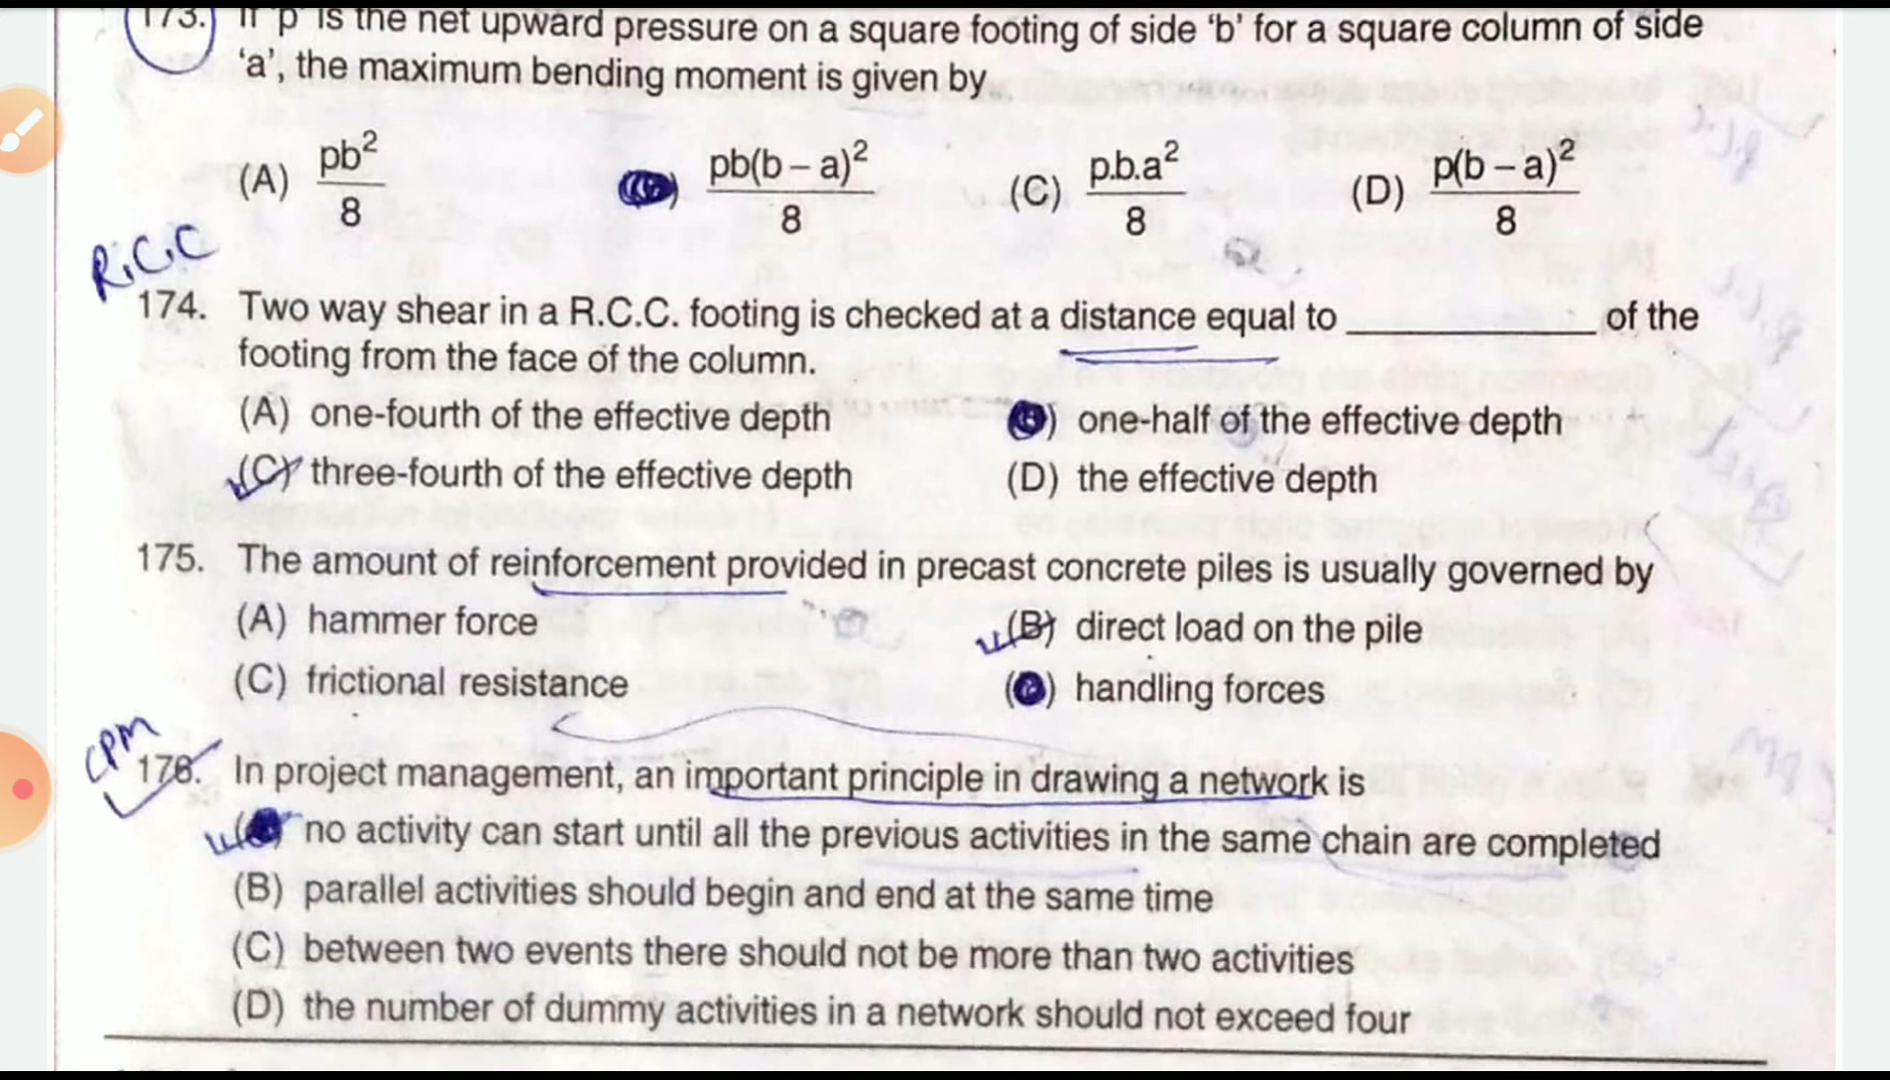 173. If 'p' is the net upward pressure on a square footing of side 'b' for a square column of side
'a', the maximum bending moment is given by
(A) pb²/8 pb(b – a)²/8 (C) p.b.a²/8 (D) p(b – a)²/8
R.C.C
174. Two way shear in a R.C.C. footing is checked at a distance equal to ____________ of the
footing from the face of the column.
(A) one-fourth of the effective depth one-half of the effective depth
(C) three-fourth of the effective depth (D) the effective depth
175. The amount of reinforcement provided in precast concrete piles is usually governed by
(A) hammer force (B) direct load on the pile
(C) frictional resistance handling forces
CPM
176. In project management, an important principle in drawing a network is
no activity can start until all the previous activities in the same chain are completed
(B) parallel activities should begin and end at the same time
(C) between two events there should not be more than two activities
(D) the number of dummy activities in a network should not exceed four